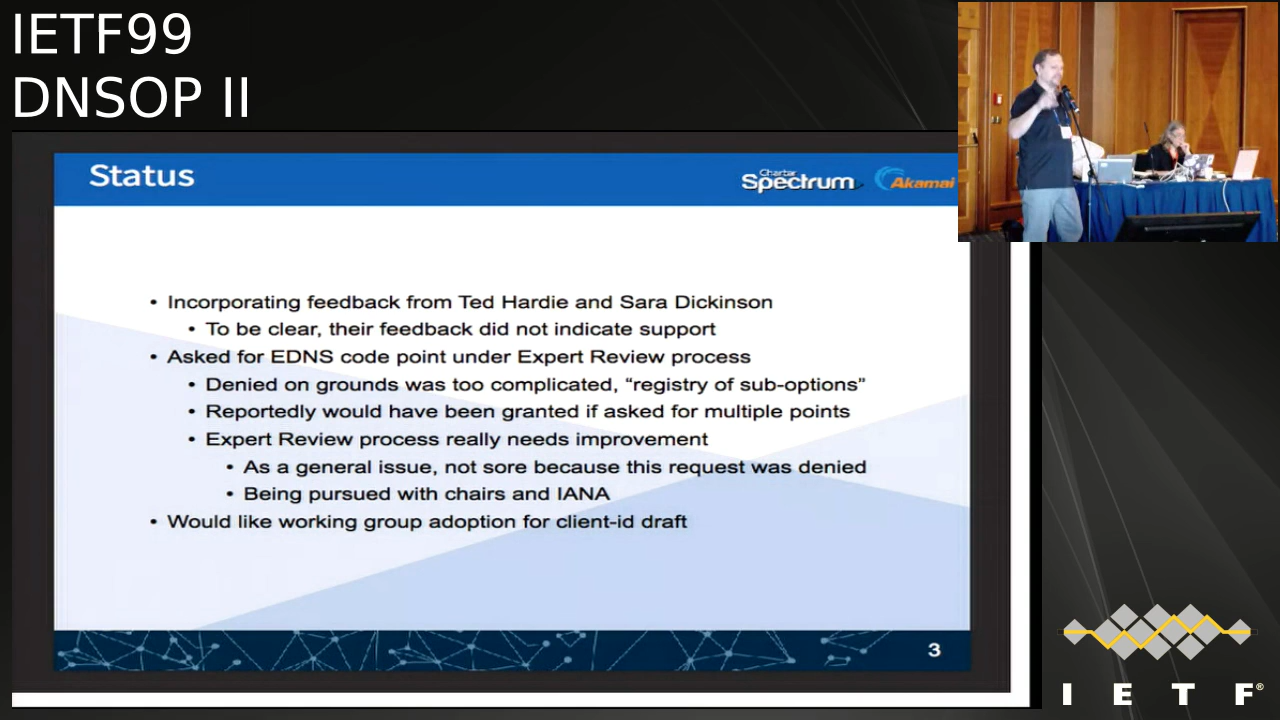 IETF99
DNSOP II
Status
Charter
Spectrum
Akamai
• Incorporating feedback from Ted Hardie and Sara Dickinson
• To be clear, their feedback did not indicate support
• Asked for EDNS code point under Expert Review process
• Denied on grounds was too complicated, “registry of sub-options”
• Reportedly would have been granted if asked for multiple points
• Expert Review process really needs improvement
• As a general issue, not sore because this request was denied
• Being pursued with chairs and IANA
• Would like working group adoption for client-id draft
3
I E T F®